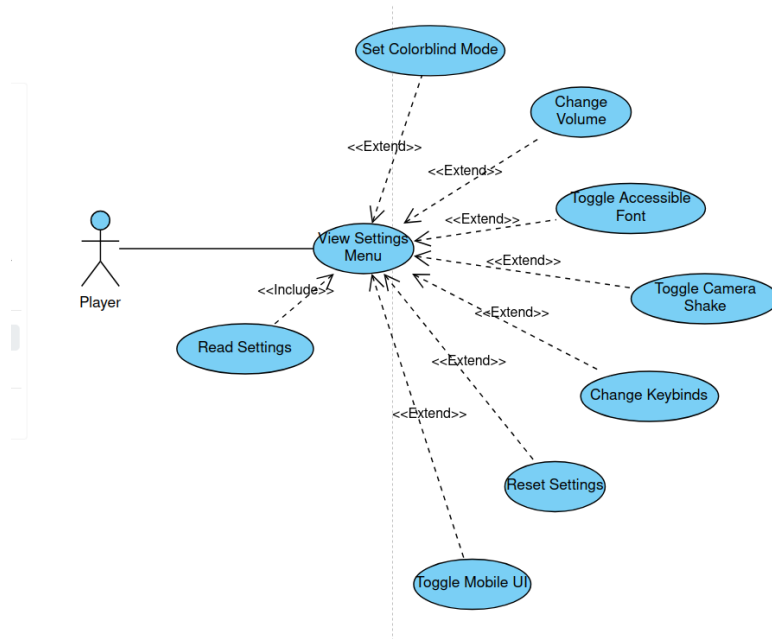 Set Colorblind Mode
Change
Volume
<<Extend>>
<<Extend>>
Toggle Accessible
Font
<<Extend>>
View Settings
Menu
<<Extend>>
Toggle Camera
Shake
<<Include>>
Player
<<Extend>>
Read Settings
<<Extend>>
Change Keybinds
<<Extend>>
Reset Settings
Toggle Mobile UI